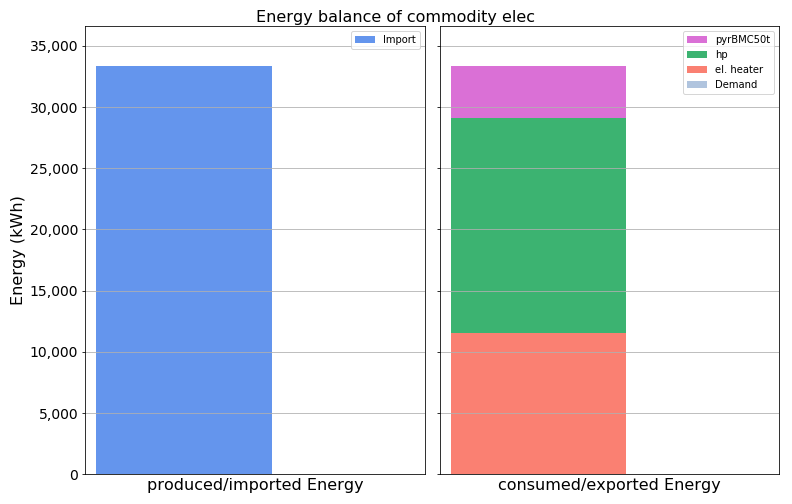 Energy balance of commodity elec
Energy (kWh)
35,000
30,000
25,000
20,000
15,000
10,000
5,000
0
Import
produced/imported Energy
pyrBMC50t
hp
el. heater
Demand
consumed/exported Energy